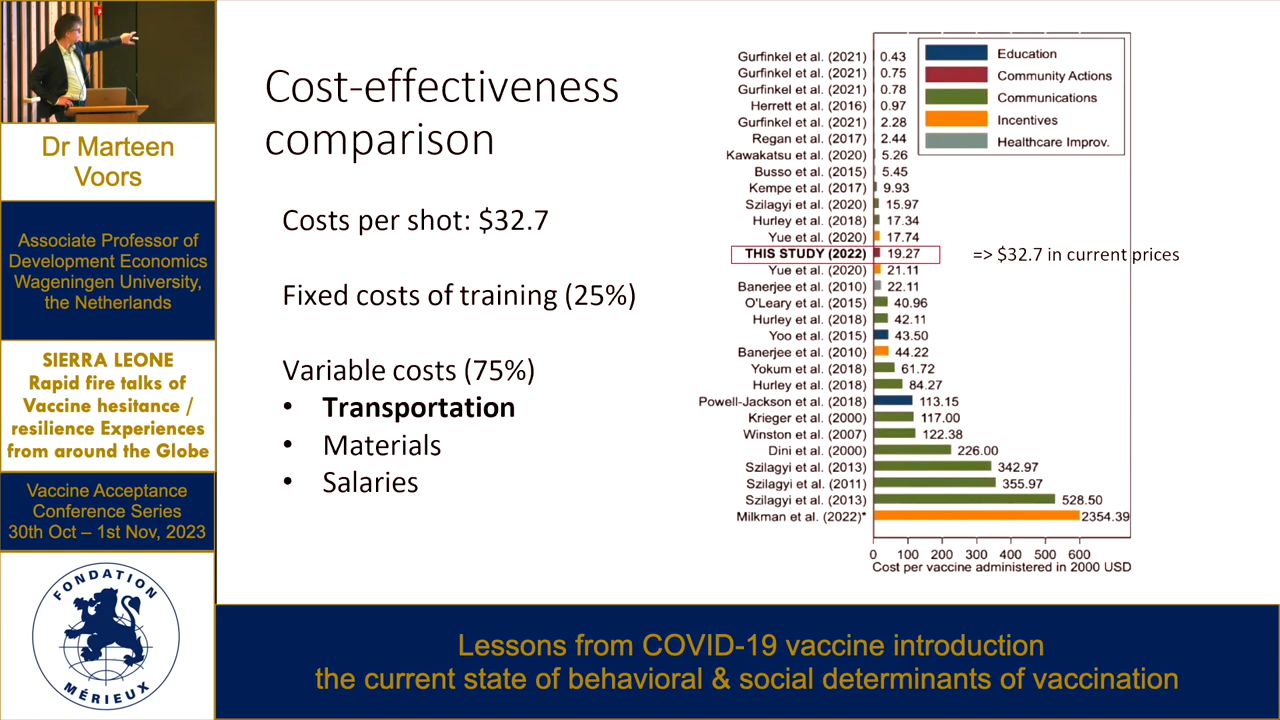 Dr Marteen
Voors
Associate Professor of
Development Economics
Wageningen University,
the Netherlands
SIERRA LEONE
Rapid fire talks of
Vaccine hesitance /
resilience Experiences
from around the Globe
Vaccine Acceptance
Conference Series
30th Oct – 1st Nov, 2023
FONDATION
MÉRIEUX
Cost-effectiveness
comparison
Costs per shot: $32.7
Fixed costs of training (25%)
Variable costs (75%)
• Transportation
• Materials
• Salaries
Education
Community Actions
Communications
Incentives
Healthcare Improv.
Gurfinkel et al. (2021) 0.43
Gurfinkel et al. (2021) 0.75
Gurfinkel et al. (2021) 0.78
Herrett et al. (2016) 0.97
Gurfinkel et al. (2021) 2.28
Regan et al. (2017) 2.44
Kawakatsu et al. (2020) 5.26
Busso et al. (2015) 5.45
Kempe et al. (2017) 9.93
Szilagyi et al. (2020) 15.97
Hurley et al. (2018) 17.34
Yue et al. (2020) 17.74
THIS STUDY (2022) 19.27 => $32.7 in current prices
Yue et al. (2020) 21.11
Banerjee et al. (2010) 22.11
O'Leary et al. (2015) 40.96
Hurley et al. (2018) 42.11
Yoo et al. (2015) 43.50
Banerjee et al. (2010) 44.22
Yokum et al. (2018) 61.72
Hurley et al. (2018) 84.27
Powell-Jackson et al. (2018) 113.15
Krieger et al. (2000) 117.00
Winston et al. (2007) 122.38
Dini et al. (2000) 226.00
Szilagyi et al. (2013) 342.97
Szilagyi et al. (2011) 355.97
Szilagyi et al. (2013) 528.50
Milkman et al. (2022)* 2354.39
0 100 200 300 400 500 600
Cost per vaccine administered in 2000 USD
Lessons from COVID-19 vaccine introduction
the current state of behavioral & social determinants of vaccination